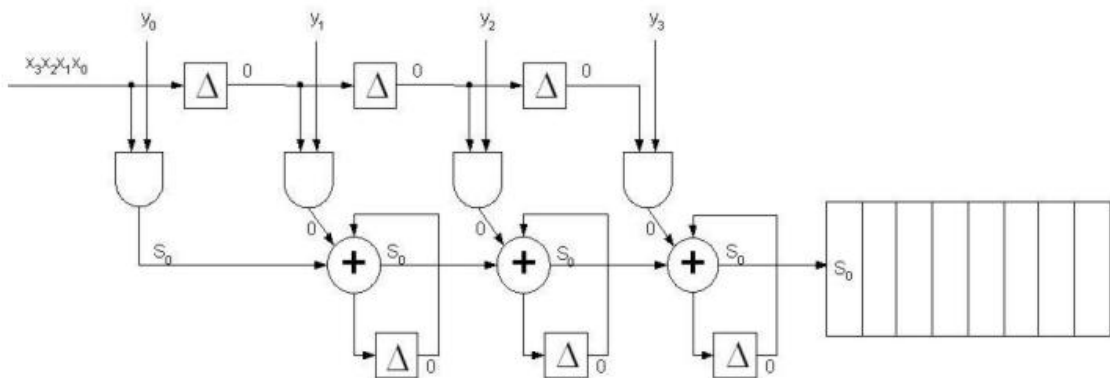 y₀ y₁ y₂ y₃
x₃x₂x₁x₀
Δ 0 Δ 0 Δ 0
0 0 0
S₀ + S₀ + S₀ + S₀ S₀
Δ 0 Δ 0 Δ 0